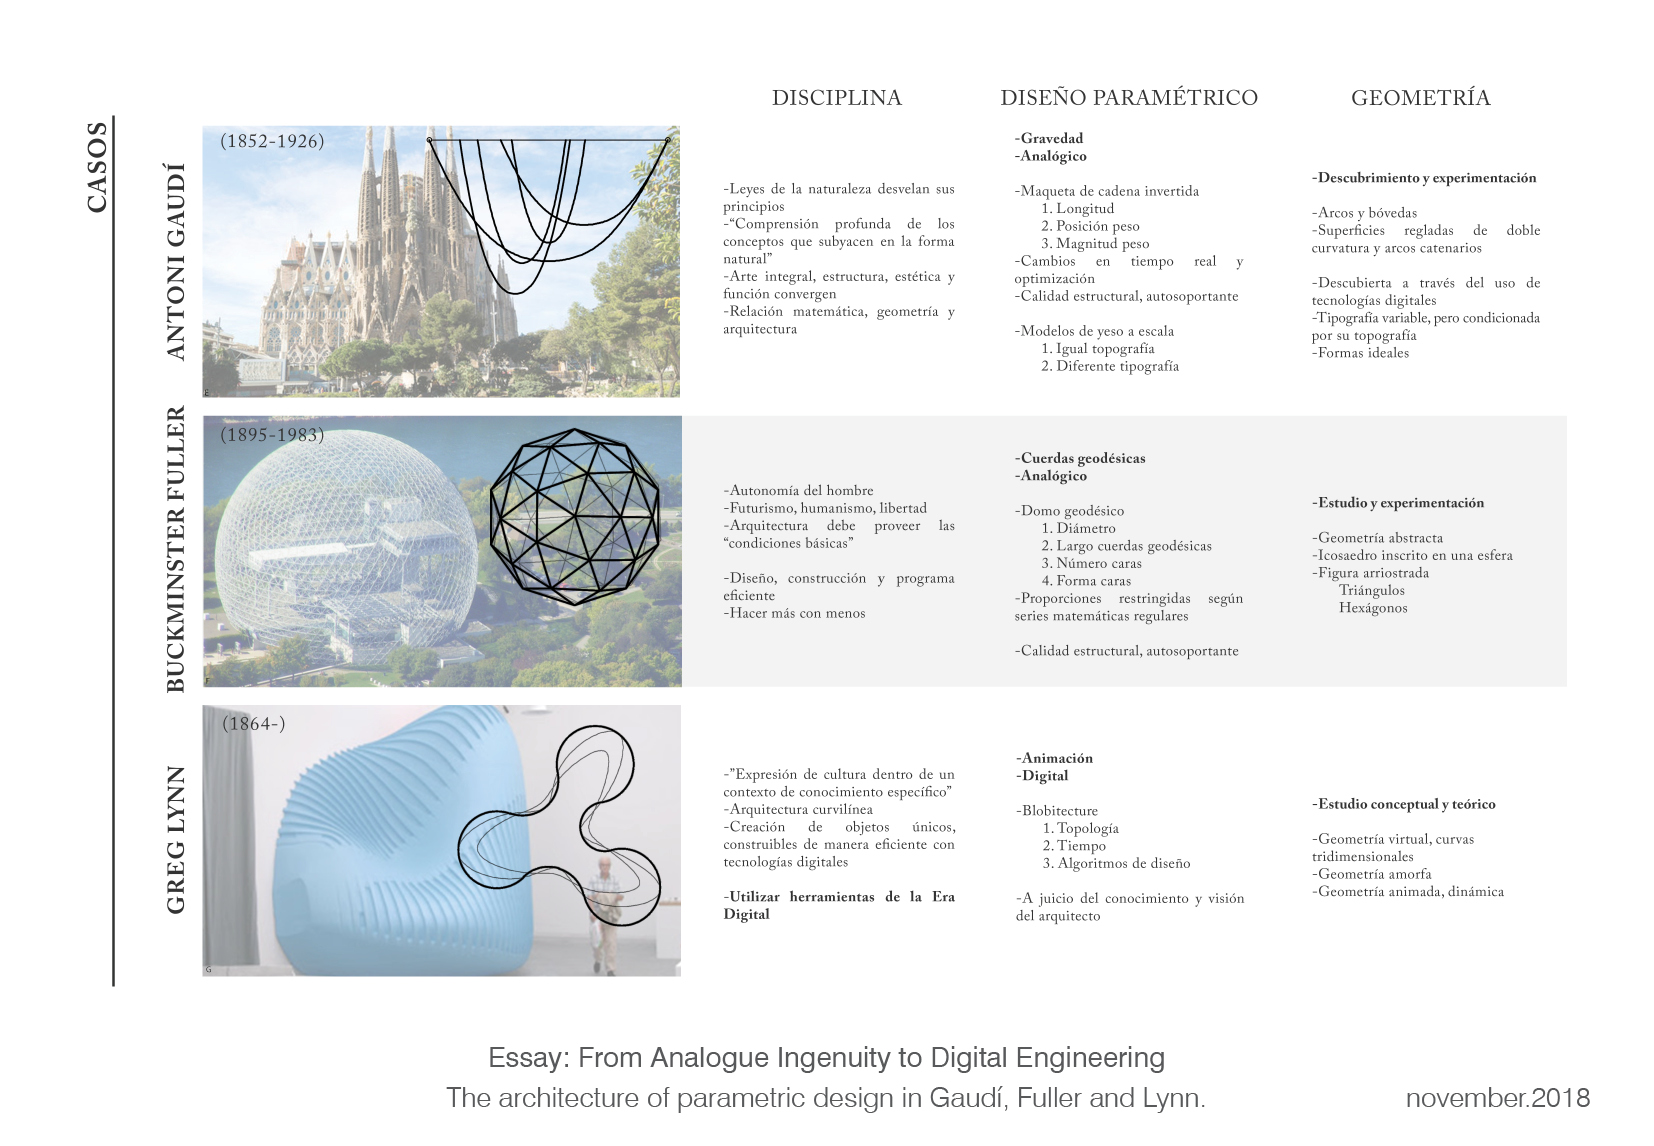 DISCIPLINA
DISEÑO PARAMÉTRICO
GEOMETRÍA
CASOS
ANTONI GAUDÍ
(1852-1926)
-Leyes de la naturaleza desvelan sus
principios
-“Comprensión profunda de los
conceptos que subyacen en la forma
natural”
-Arte integral, estructura, estética y
función convergen
-Relación matemática, geometría y
arquitectura
-Gravedad
-Analógico
-Maqueta de cadena invertida
1. Longitud
2. Posición peso
3. Magnitud peso
-Cambios en tiempo real y
optimización
-Calidad estructural, autosoportante
-Modelos de yeso a escala
1. Igual topografía
2. Diferente tipografía
-Descubrimiento y experimentación
-Arcos y bóvedas
-Superficies regladas de doble
curvatura y arcos catenarios
-Descubierta a través del uso de
tecnologías digitales
-Tipografía variable, pero condicionada
por su topografía
-Formas ideales
E
BUCKMINSTER FULLER
(1895-1983)
-Autonomía del hombre
-Futurismo, humanismo, libertad
-Arquitectura debe proveer las
“condiciones básicas”
-Diseño, construcción y programa
eficiente
-Hacer más con menos
-Cuerdas geodésicas
-Analógico
-Domo geodésico
1. Diámetro
2. Largo cuerdas geodésicas
3. Número caras
4. Forma caras
-Proporciones restringidas según
series matemáticas regulares
-Calidad estructural, autosoportante
-Estudio y experimentación
-Geometría abstracta
-Icosaedro inscrito en una esfera
-Figura arriostrada
Triángulos
Hexágonos
F
GREG LYNN
(1864-)
-”Expresión de cultura dentro de un
contexto de conocimiento específico”
-Arquitectura curvilínea
-Creación de objetos únicos,
construibles de manera eficiente con
tecnologías digitales
-Utilizar herramientas de la Era
Digital
-Animación
-Digital
-Blobitecture
1. Topología
2. Tiempo
3. Algoritmos de diseño
-A juicio del conocimiento y visión
del arquitecto
-Estudio conceptual y teórico
-Geometría virtual, curvas
tridimensionales
-Geometría amorfa
-Geometría animada, dinámica
G
Essay: From Analogue Ingenuity to Digital Engineering
The architecture of parametric design in Gaudí, Fuller and Lynn.
november.2018